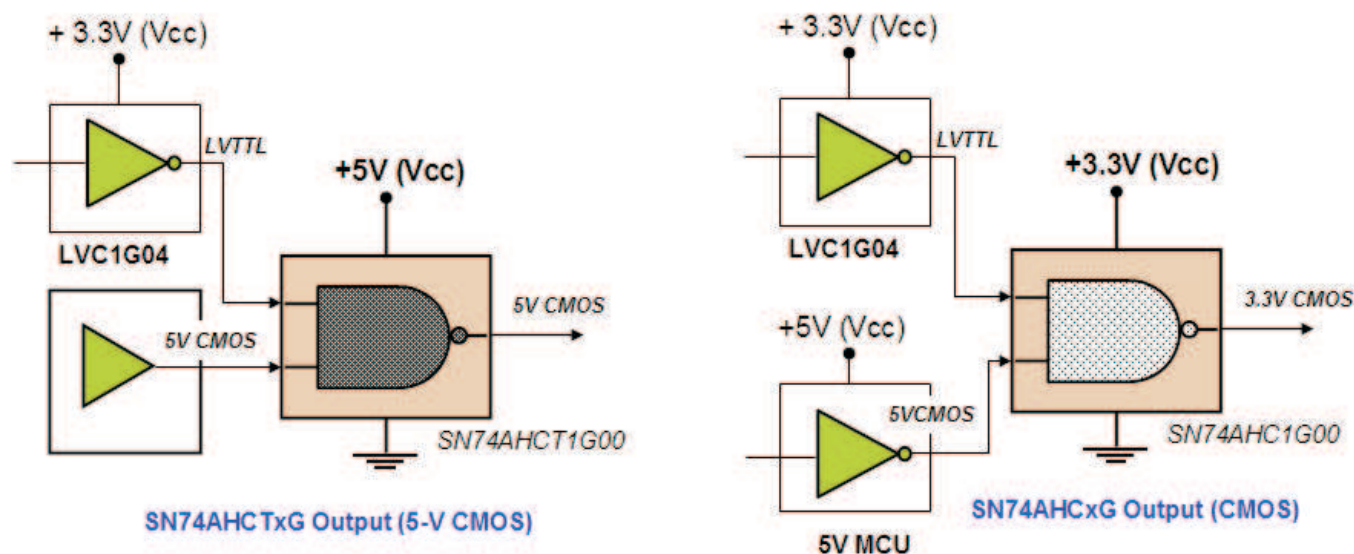 + 3.3V (Vcc)
LVTTL
LVC1G04
+5V (Vcc)
5V CMOS
5V CMOS
SN74AHCT1G00
SN74AHCTxG Output (5-V CMOS)
+ 3.3V (Vcc)
LVTTL
LVC1G04
+3.3V (Vcc)
3.3V CMOS
+5V (Vcc)
5VCMOS
SN74AHC1G00
5V MCU
SN74AHCxG Output (CMOS)